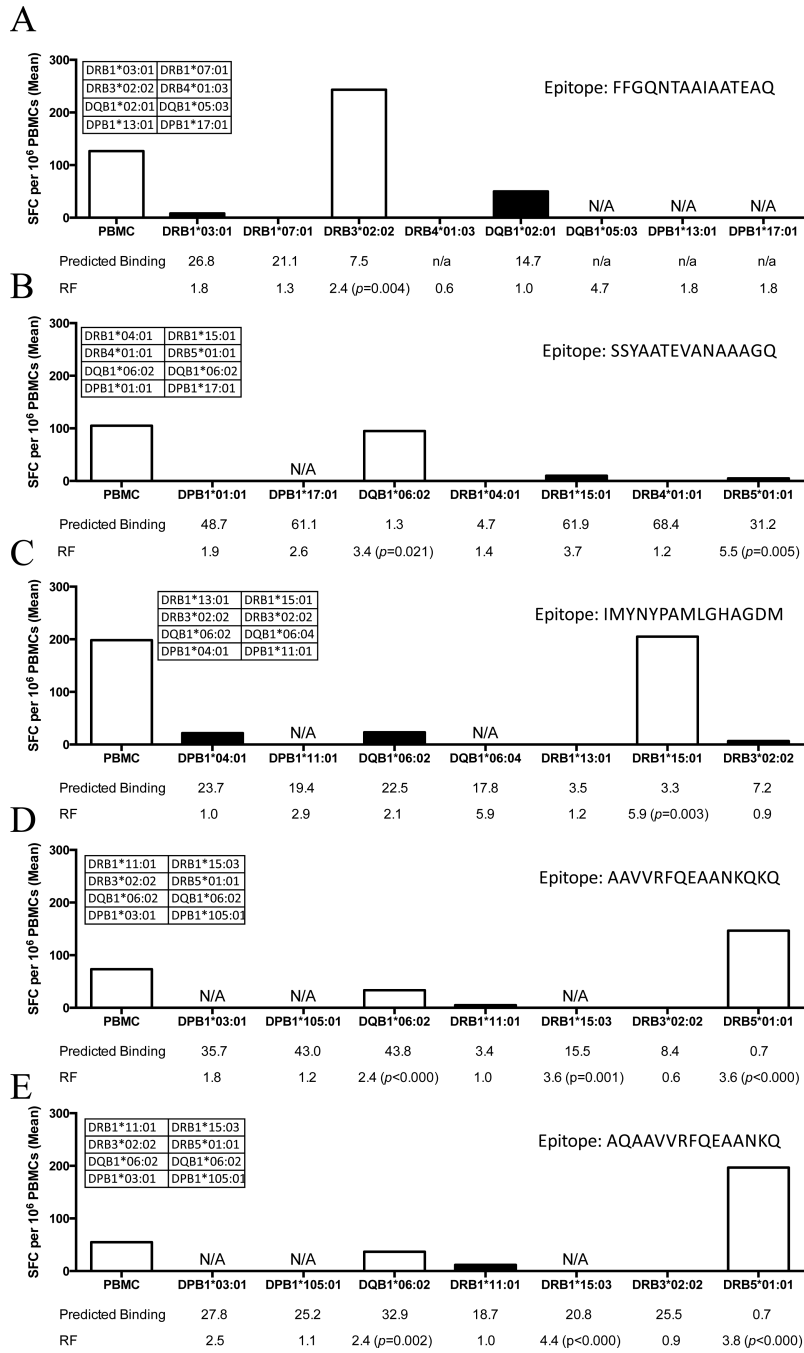 A
SFC per 10⁶ PBMCs (Mean)
300
200
100
0
DRB1*03:01 DRB1*07:01
DRB3*02:02 DRB4*01:03
DQB1*02:01 DQB1*05:03
DPB1*13:01 DPB1*17:01
Epitope: FFGQNTAAIAATEAQ
N/A N/A N/A
PBMC DRB1*03:01 DRB1*07:01 DRB3*02:02 DRB4*01:03 DQB1*02:01 DQB1*05:03 DPB1*13:01 DPB1*17:01
Predicted Binding 26.8 21.1 7.5 n/a 14.7 n/a n/a n/a
RF 1.8 1.3 2.4 (p=0.004) 0.6 1.0 4.7 1.8 1.8
B
SFC per 10⁶ PBMCs (Mean)
300
200
100
0
DRB1*04:01 DRB1*15:01
DRB4*01:01 DRB5*01:01
DQB1*06:02 DQB1*06:02
DPB1*01:01 DPB1*17:01
Epitope: SSYAATEVANAAAGQ
N/A
PBMC DPB1*01:01 DPB1*17:01 DQB1*06:02 DRB1*04:01 DRB1*15:01 DRB4*01:01 DRB5*01:01
Predicted Binding 48.7 61.1 1.3 4.7 61.9 68.4 31.2
RF 1.9 2.6 3.4 (p=0.021) 1.4 3.7 1.2 5.5 (p=0.005)
C
SFC per 10⁶ PBMCs (Mean)
300
200
100
0
DRB1*13:01 DRB1*15:01
DRB3*02:02 DRB3*02:02
DQB1*06:02 DQB1*06:04
DPB1*04:01 DPB1*11:01
Epitope: IMYNYPAMLGHAGDM
N/A N/A
PBMC DPB1*04:01 DPB1*11:01 DQB1*06:02 DQB1*06:04 DRB1*13:01 DRB1*15:01 DRB3*02:02
Predicted Binding 23.7 19.4 22.5 17.8 3.5 3.3 7.2
RF 1.0 2.9 2.1 5.9 1.2 5.9 (p=0.003) 0.9
D
SFC per 10⁶ PBMCs (Mean)
300
200
100
0
DRB1*11:01 DRB1*15:03
DRB3*02:02 DRB5*01:01
DQB1*06:02 DQB1*06:02
DPB1*03:01 DPB1*105:01
Epitope: AAVVRFQEAANKQKQ
N/A N/A N/A
PBMC DPB1*03:01 DPB1*105:01 DQB1*06:02 DRB1*11:01 DRB1*15:03 DRB3*02:02 DRB5*01:01
Predicted Binding 35.7 43.0 43.8 3.4 15.5 8.4 0.7
RF 1.8 1.2 2.4 (p<0.000) 1.0 3.6 (p=0.001) 0.6 3.6 (p<0.000)
E
SFC per 10⁶ PBMCs (Mean)
300
200
100
0
DRB1*11:01 DRB1*15:03
DRB3*02:02 DRB5*01:01
DQB1*06:02 DQB1*06:02
DPB1*03:01 DPB1*105:01
Epitope: AQAAVVRFQEAANKQ
N/A N/A N/A
PBMC DPB1*03:01 DPB1*105:01 DQB1*06:02 DRB1*11:01 DRB1*15:03 DRB3*02:02 DRB5*01:01
Predicted Binding 27.8 25.2 32.9 18.7 20.8 25.5 0.7
RF 2.5 1.1 2.4 (p=0.002) 1.0 4.4 (p<0.000) 0.9 3.8 (p<0.000)